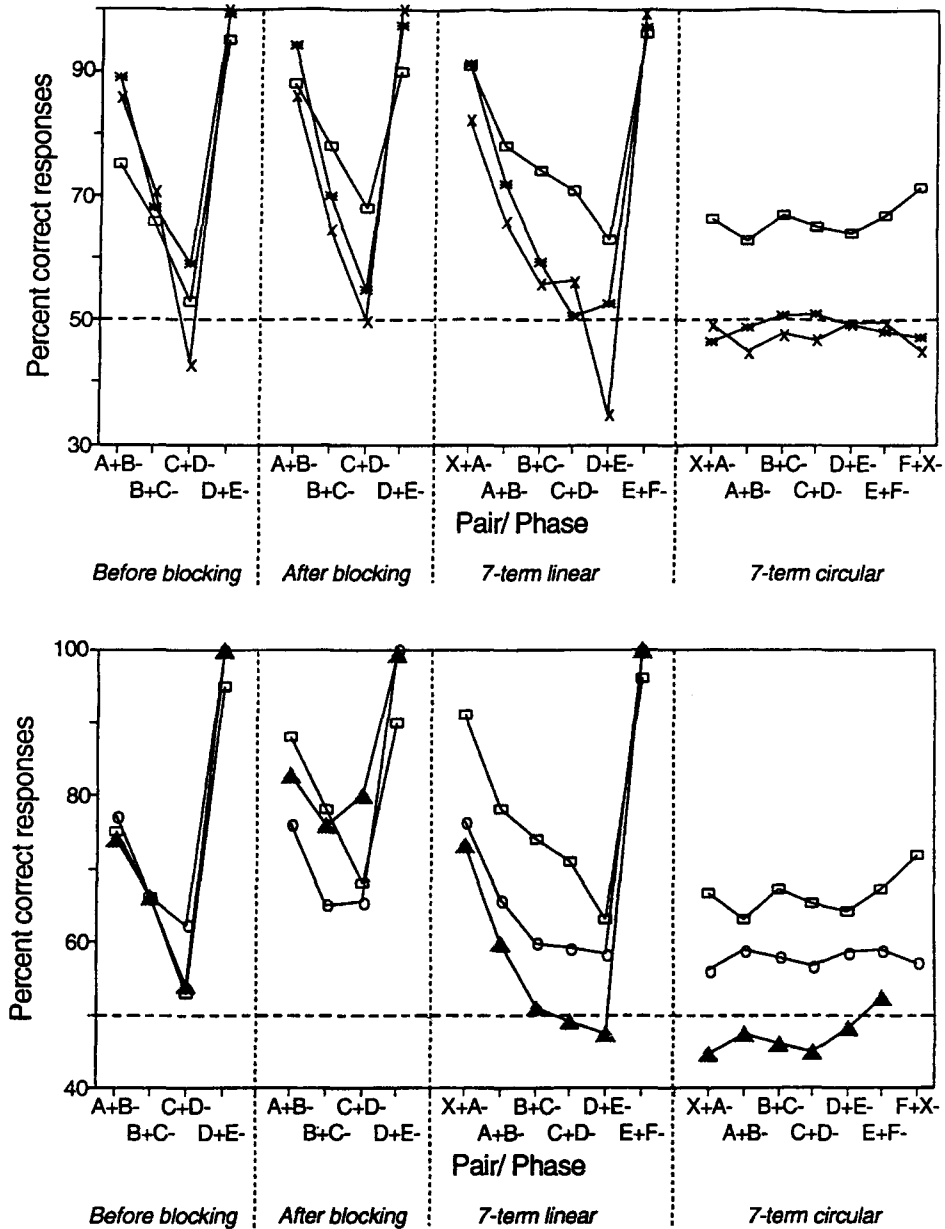 Percent correct responses
90
70
50
30
A+B- C+D- A+B- C+D- X+A- B+C- D+E- X+A- B+C- D+E- F+X-
B+C- D+E- B+C- D+E- A+B- C+D- E+F- A+B- C+D- E+F-
Pair/ Phase
Before blocking After blocking 7-term linear 7-term circular
Percent correct responses
100
80
60
40
A+B- C+D- A+B- C+D- X+A- B+C- D+E- X+A- B+C- D+E- F+X-
B+C- D+E- B+C- D+E- A+B- C+D- E+F- A+B- C+D- E+F-
Pair/ Phase
Before blocking After blocking 7-term linear 7-term circular